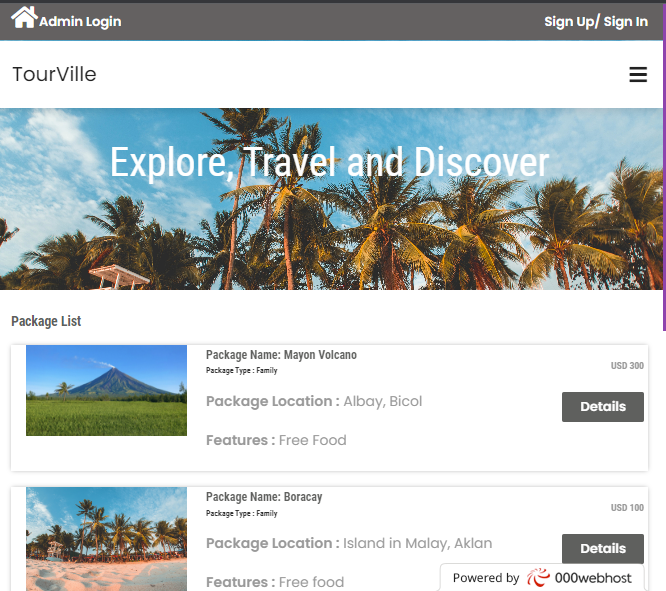 Admin Login
Sign Up/ Sign In
TourVille
Explore, Travel and Discover
Package List
Package Name: Mayon Volcano
Package Type : Family
USD 300
Package Location : Albay, Bicol
Details
Features : Free Food
Package Name: Boracay
Package Type : Family
USD 100
Package Location : Island in Malay, Aklan
Details
Features : Free food
Powered by 000webhost